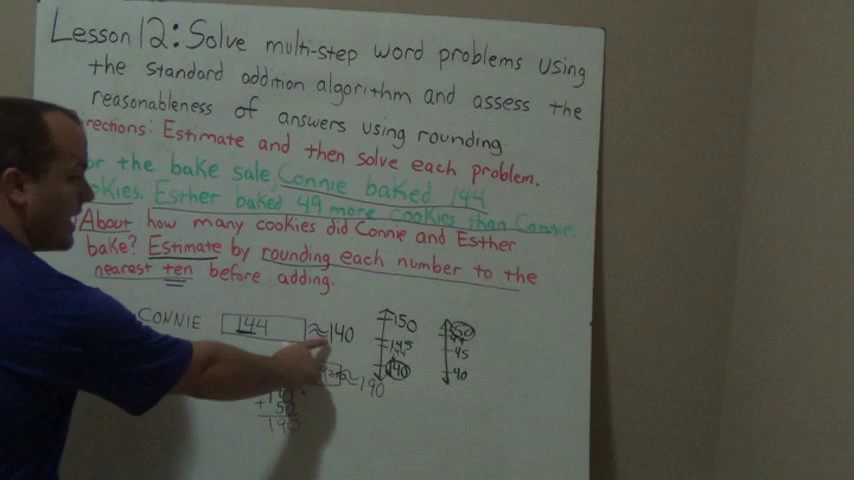 Lesson 12: Solve multi-step word problems using
the standard addition algorithm and assess the
reasonableness of answers using rounding.
rections: Estimate and then solve each problem.
or the bake sale, Connie baked 144
okies. Esther baked 49 more cookies than Connie.
About how many cookies did Connie and Esther
bake? Estimate by rounding each number to the
nearest ten before adding.
CONNIE 144 ≈140
≈190
+ 50
190
150
145
144
140
50
45
40